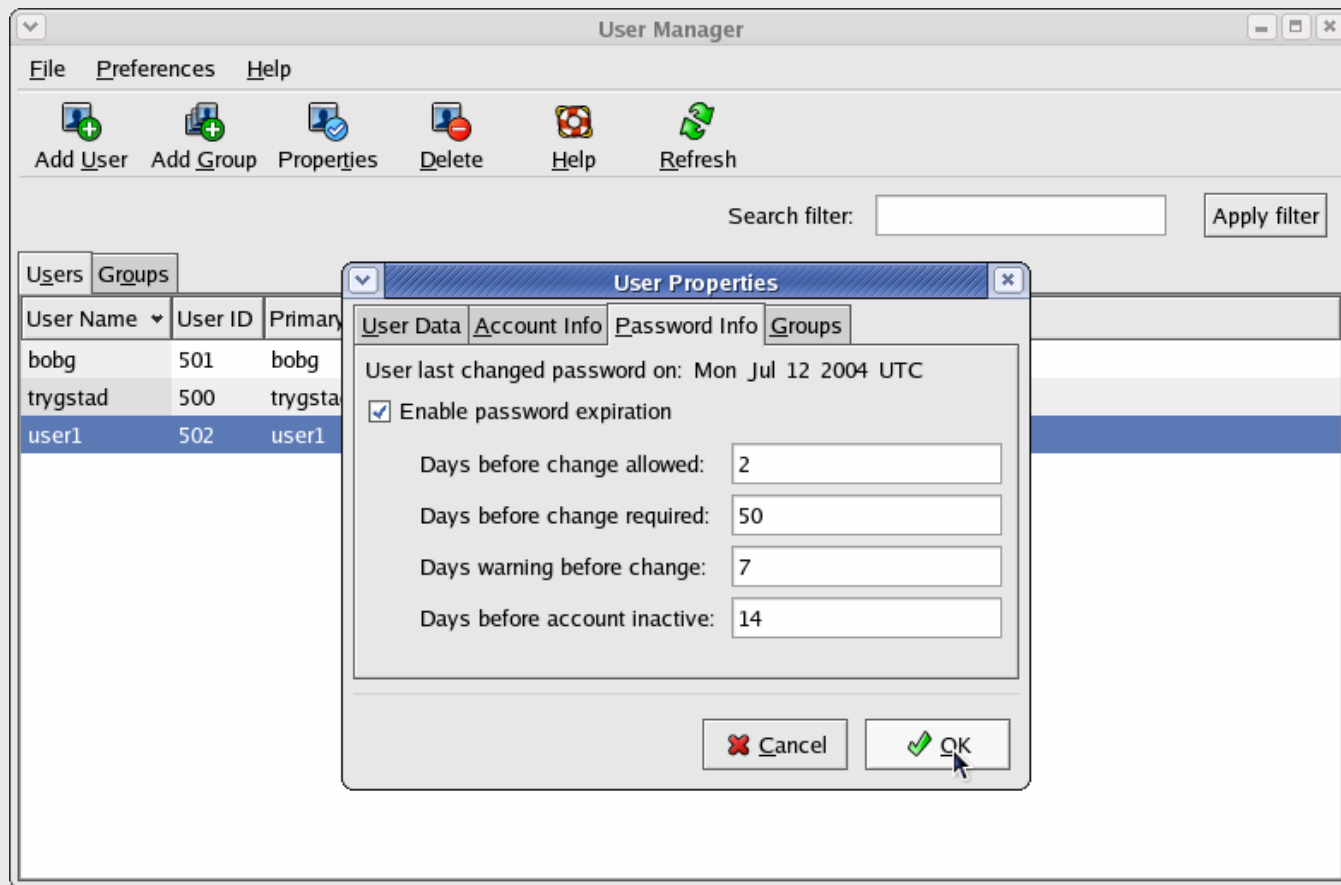 User Manager
File Preferences Help
Add User Add Group Properties Delete Help Refresh
Search filter: Apply filter
Users Groups
User Name User ID Primary
bobg 501 bobg
trygstad 500 trygsta
user1 502 user1
User Properties
User Data Account Info Password Info Groups
User last changed password on: Mon Jul 12 2004 UTC
Enable password expiration
Days before change allowed: 2
Days before change required: 50
Days warning before change: 7
Days before account inactive: 14
Cancel OK